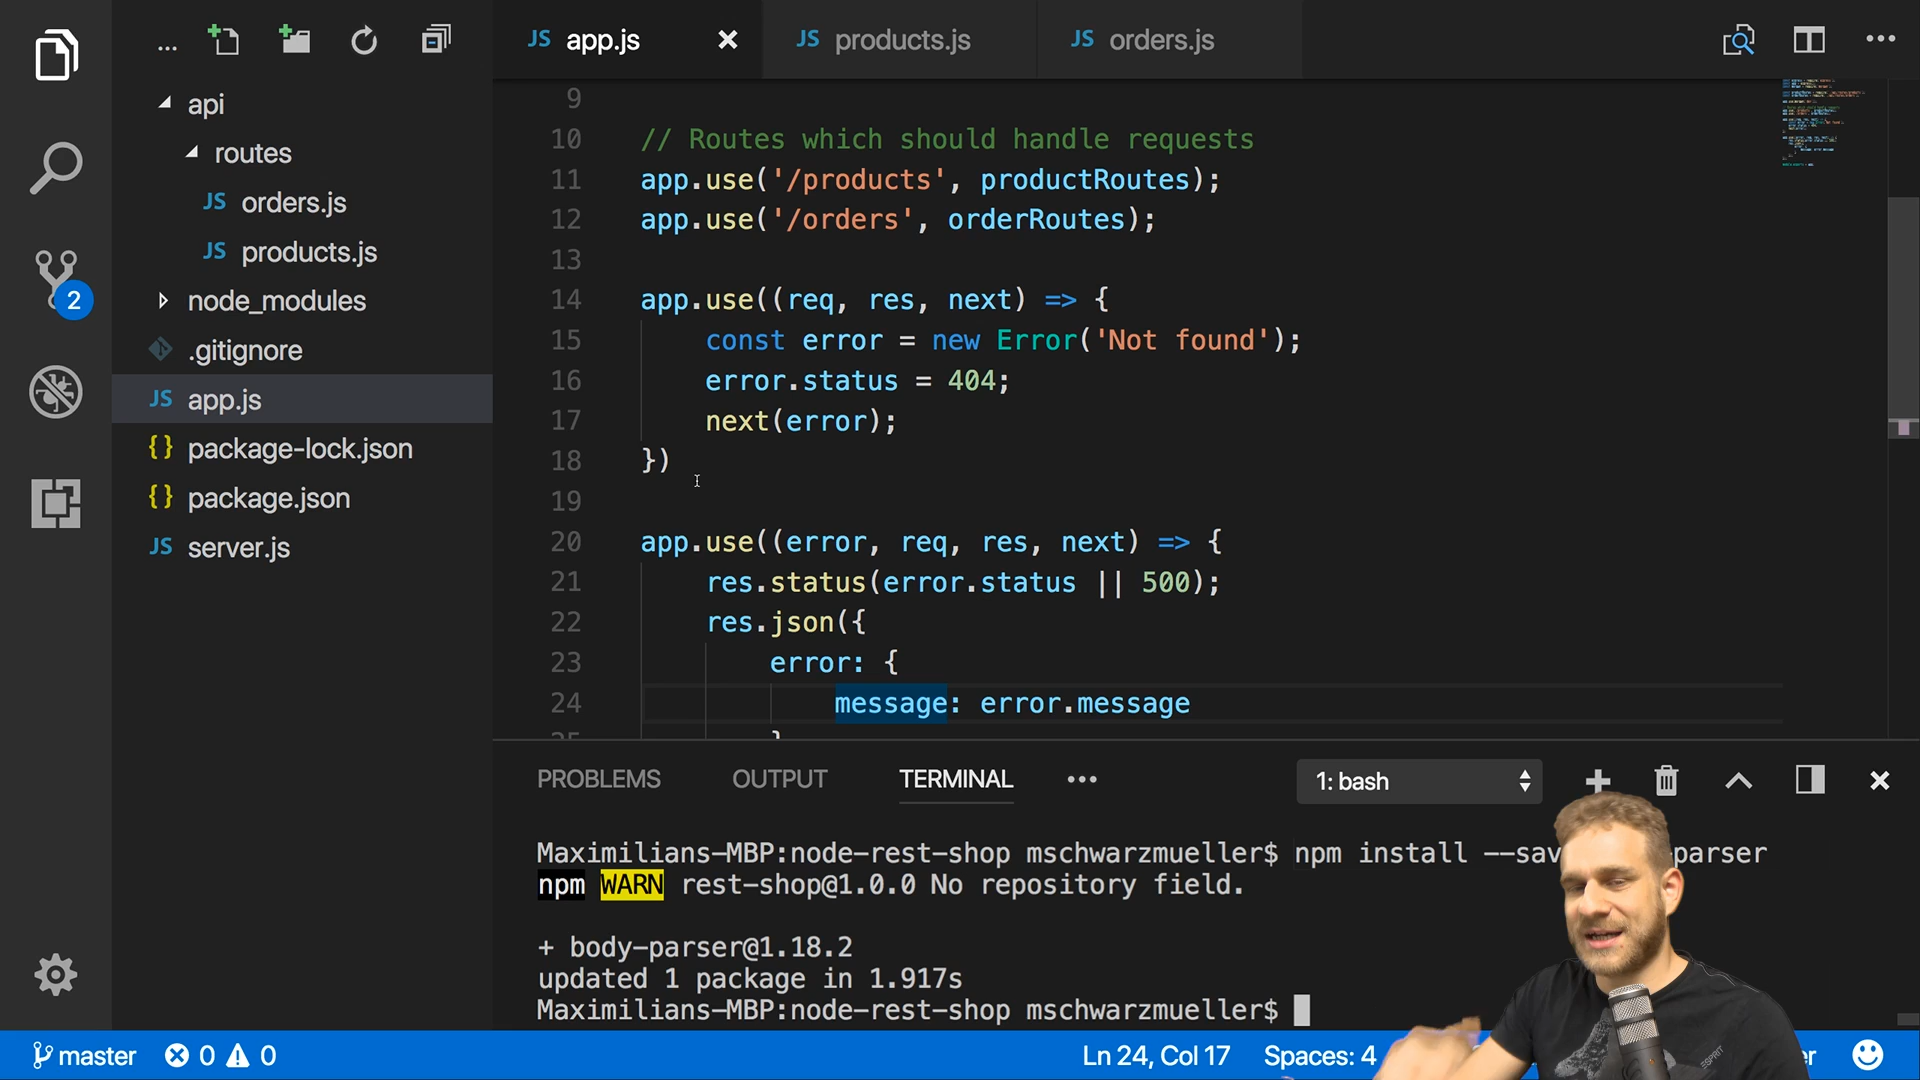 ...
JS app.js
JS products.js
JS orders.js
api
routes
JS orders.js
JS products.js
node_modules
.gitignore
JS app.js
{} package-lock.json
{} package.json
JS server.js
2
9
10 // Routes which should handle requests
11 app.use('/products', productRoutes);
12 app.use('/orders', orderRoutes);
13
14 app.use((req, res, next) => {
15 const error = new Error('Not found');
16 error.status = 404;
17 next(error);
18 })
19
20 app.use((error, req, res, next) => {
21 res.status(error.status || 500);
22 res.json({
23 error: {
24 message: error.message
25 }
PROBLEMS OUTPUT TERMINAL ••• 1: bash
Maximilians-MBP:node-rest-shop mschwarzmueller$ npm install --sav parser
npm WARN rest-shop@1.0.0 No repository field.
+ body-parser@1.18.2
updated 1 package in 1.917s
Maximilians-MBP:node-rest-shop mschwarzmueller$
master 0 0 Ln 24, Col 17 Spaces: 4
ESPRIT